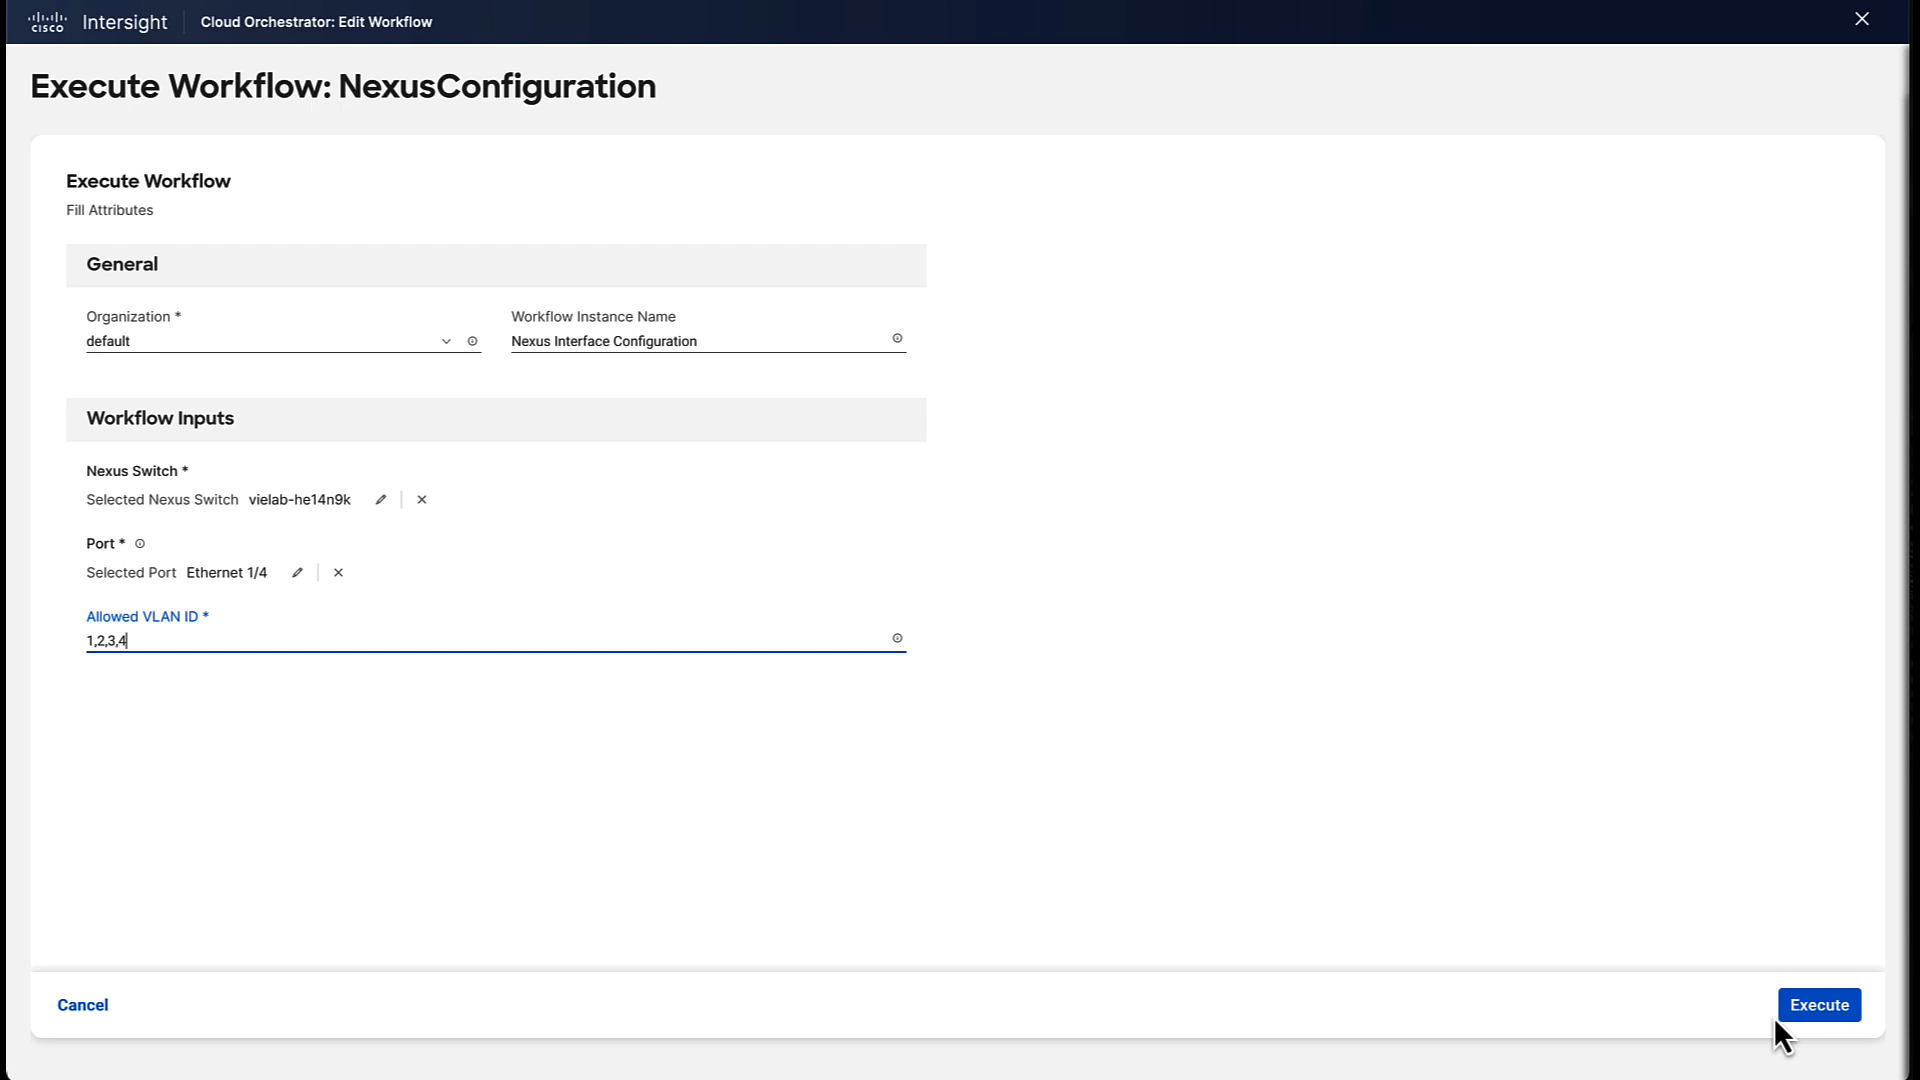 CISCO Intersight Cloud Orchestrator: Edit Workflow
Execute Workflow: NexusConfiguration
Execute Workflow
Fill Attributes
General
Organization * Workflow Instance Name
default Nexus Interface Configuration
Workflow Inputs
Nexus Switch *
Selected Nexus Switch vielab-he14n9k
Port *
Selected Port Ethernet 1/4
Allowed VLAN ID *
1,2,3,4
Cancel Execute